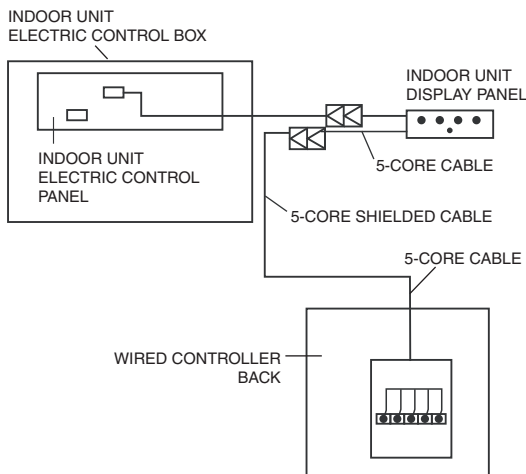 INDOOR UNIT
ELECTRIC CONTROL BOX
INDOOR UNIT
DISPLAY PANEL
INDOOR UNIT
ELECTRIC CONTROL
PANEL
5-CORE CABLE
5-CORE SHIELDED CABLE
5-CORE CABLE
WIRED CONTROLLER
BACK